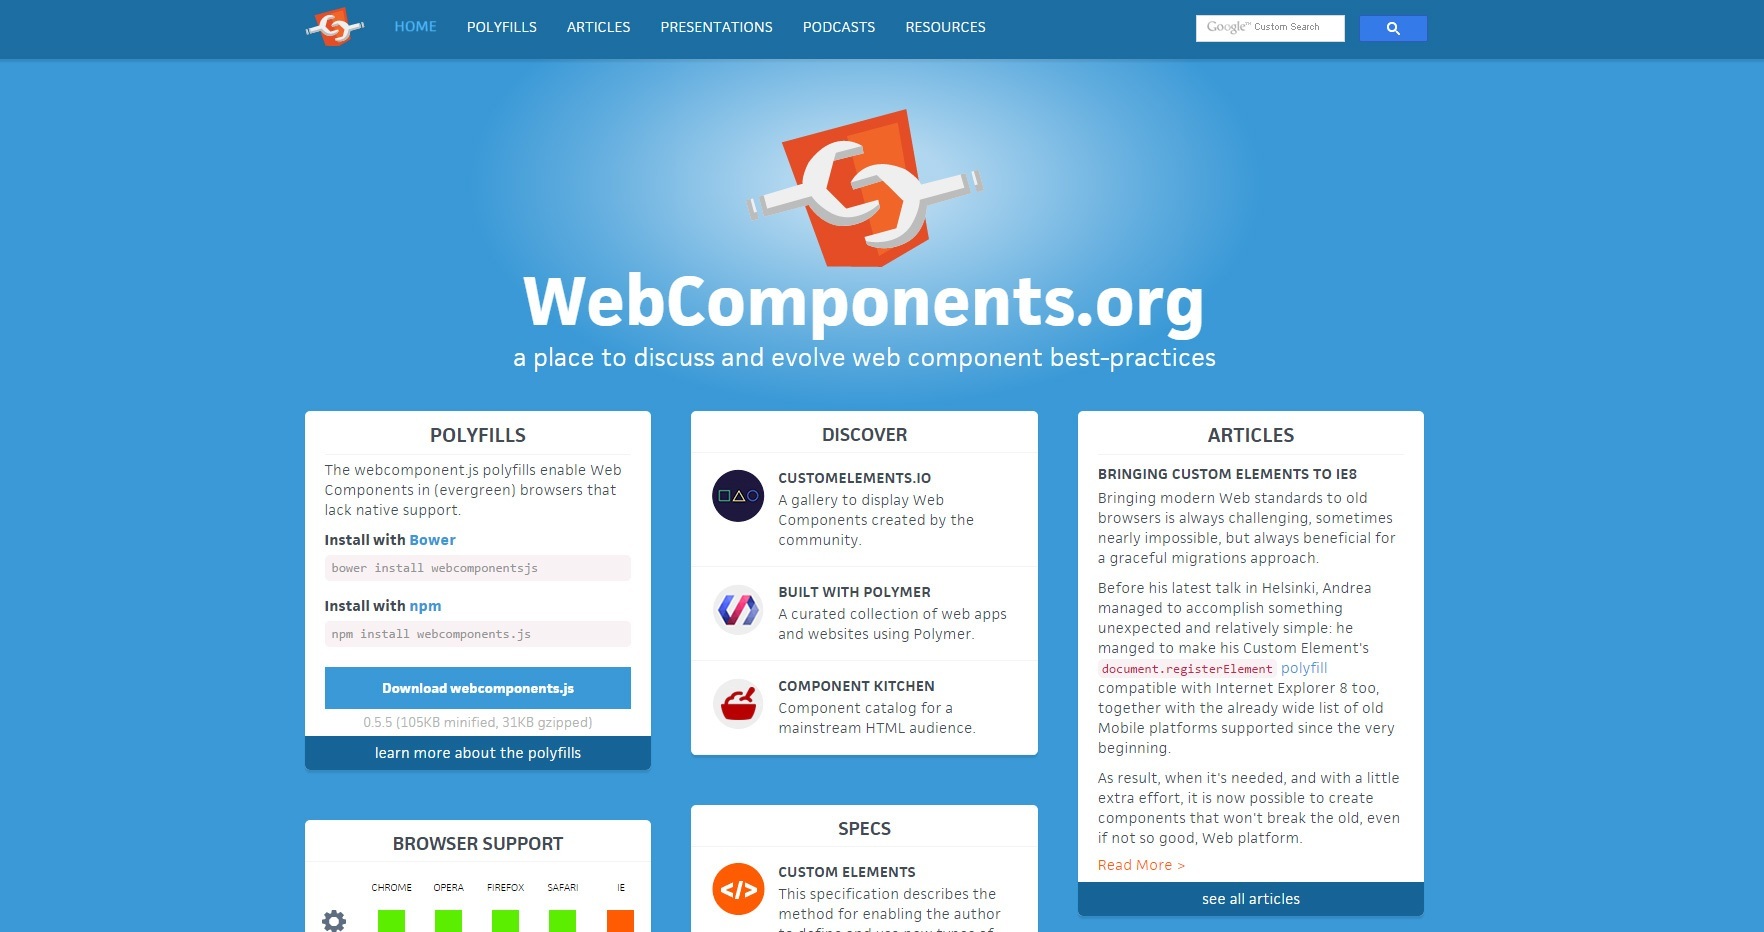 HOME POLYFILLS ARTICLES PRESENTATIONS PODCASTS RESOURCES
Google™ Custom Search
WebComponents.org
a place to discuss and evolve web component best-practices
POLYFILLS
The webcomponent.js polyfills enable Web
Components in (evergreen) browsers that
lack native support.
Install with Bower
bower install webcomponentsjs
Install with npm
npm install webcomponents.js
Download webcomponents.js
0.5.5 (105KB minified, 31KB gzipped)
learn more about the polyfills
BROWSER SUPPORT
CHROME OPERA FIREFOX SAFARI IE
DISCOVER
CUSTOMELEMENTS.IO
A gallery to display Web
Components created by the
community.
BUILT WITH POLYMER
A curated collection of web apps
and websites using Polymer.
COMPONENT KITCHEN
Component catalog for a
mainstream HTML audience.
SPECS
</>
CUSTOM ELEMENTS
This specification describes the
method for enabling the author
to define and use new types of
ARTICLES
BRINGING CUSTOM ELEMENTS TO IE8
Bringing modern Web standards to old
browsers is always challenging, sometimes
nearly impossible, but always beneficial for
a graceful migrations approach.
Before his latest talk in Helsinki, Andrea
managed to accomplish something
unexpected and relatively simple: he
manged to make his Custom Element's
document.registerElement polyfill
compatible with Internet Explorer 8 too,
together with the already wide list of old
Mobile platforms supported since the very
beginning.
As result, when it's needed, and with a little
extra effort, it is now possible to create
components that won't break the old, even
if not so good, Web platform.
Read More >
see all articles